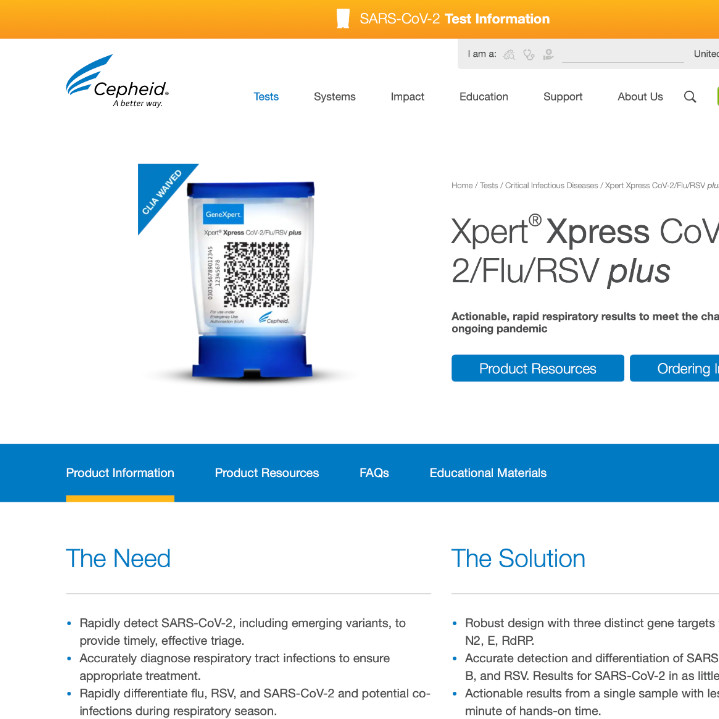 SARS-CoV-2 Test Information
I am a:
United
Cepheid.
A better way.
Tests
Systems
Impact
Education
Support
About Us
CLIA WAIVED
GeneXpert
Xpert® Xpress CoV-2/Flu/RSV plus
0303456789012345
12345678
For use under
Emergency Use
Authorization (EUA)
Cepheid.
Home / Tests / Critical Infectious Diseases / Xpert Xpress CoV-2/Flu/RSV plu
Xpert® Xpress CoV
2/Flu/RSV plus
Actionable, rapid respiratory results to meet the cha
ongoing pandemic
Product Resources
Ordering I
Product Information
Product Resources
FAQs
Educational Materials
The Need
Rapidly detect SARS-CoV-2, including emerging variants, to
provide timely, effective triage.
Accurately diagnose respiratory tract infections to ensure
appropriate treatment.
Rapidly differentiate flu, RSV, and SARS-CoV-2 and potential co-
infections during respiratory season.
The Solution
Robust design with three distinct gene targets
N2, E, RdRP.
Accurate detection and differentiation of SARS
B, and RSV. Results for SARS-CoV-2 in as little
Actionable results from a single sample with les
minute of hands-on time.